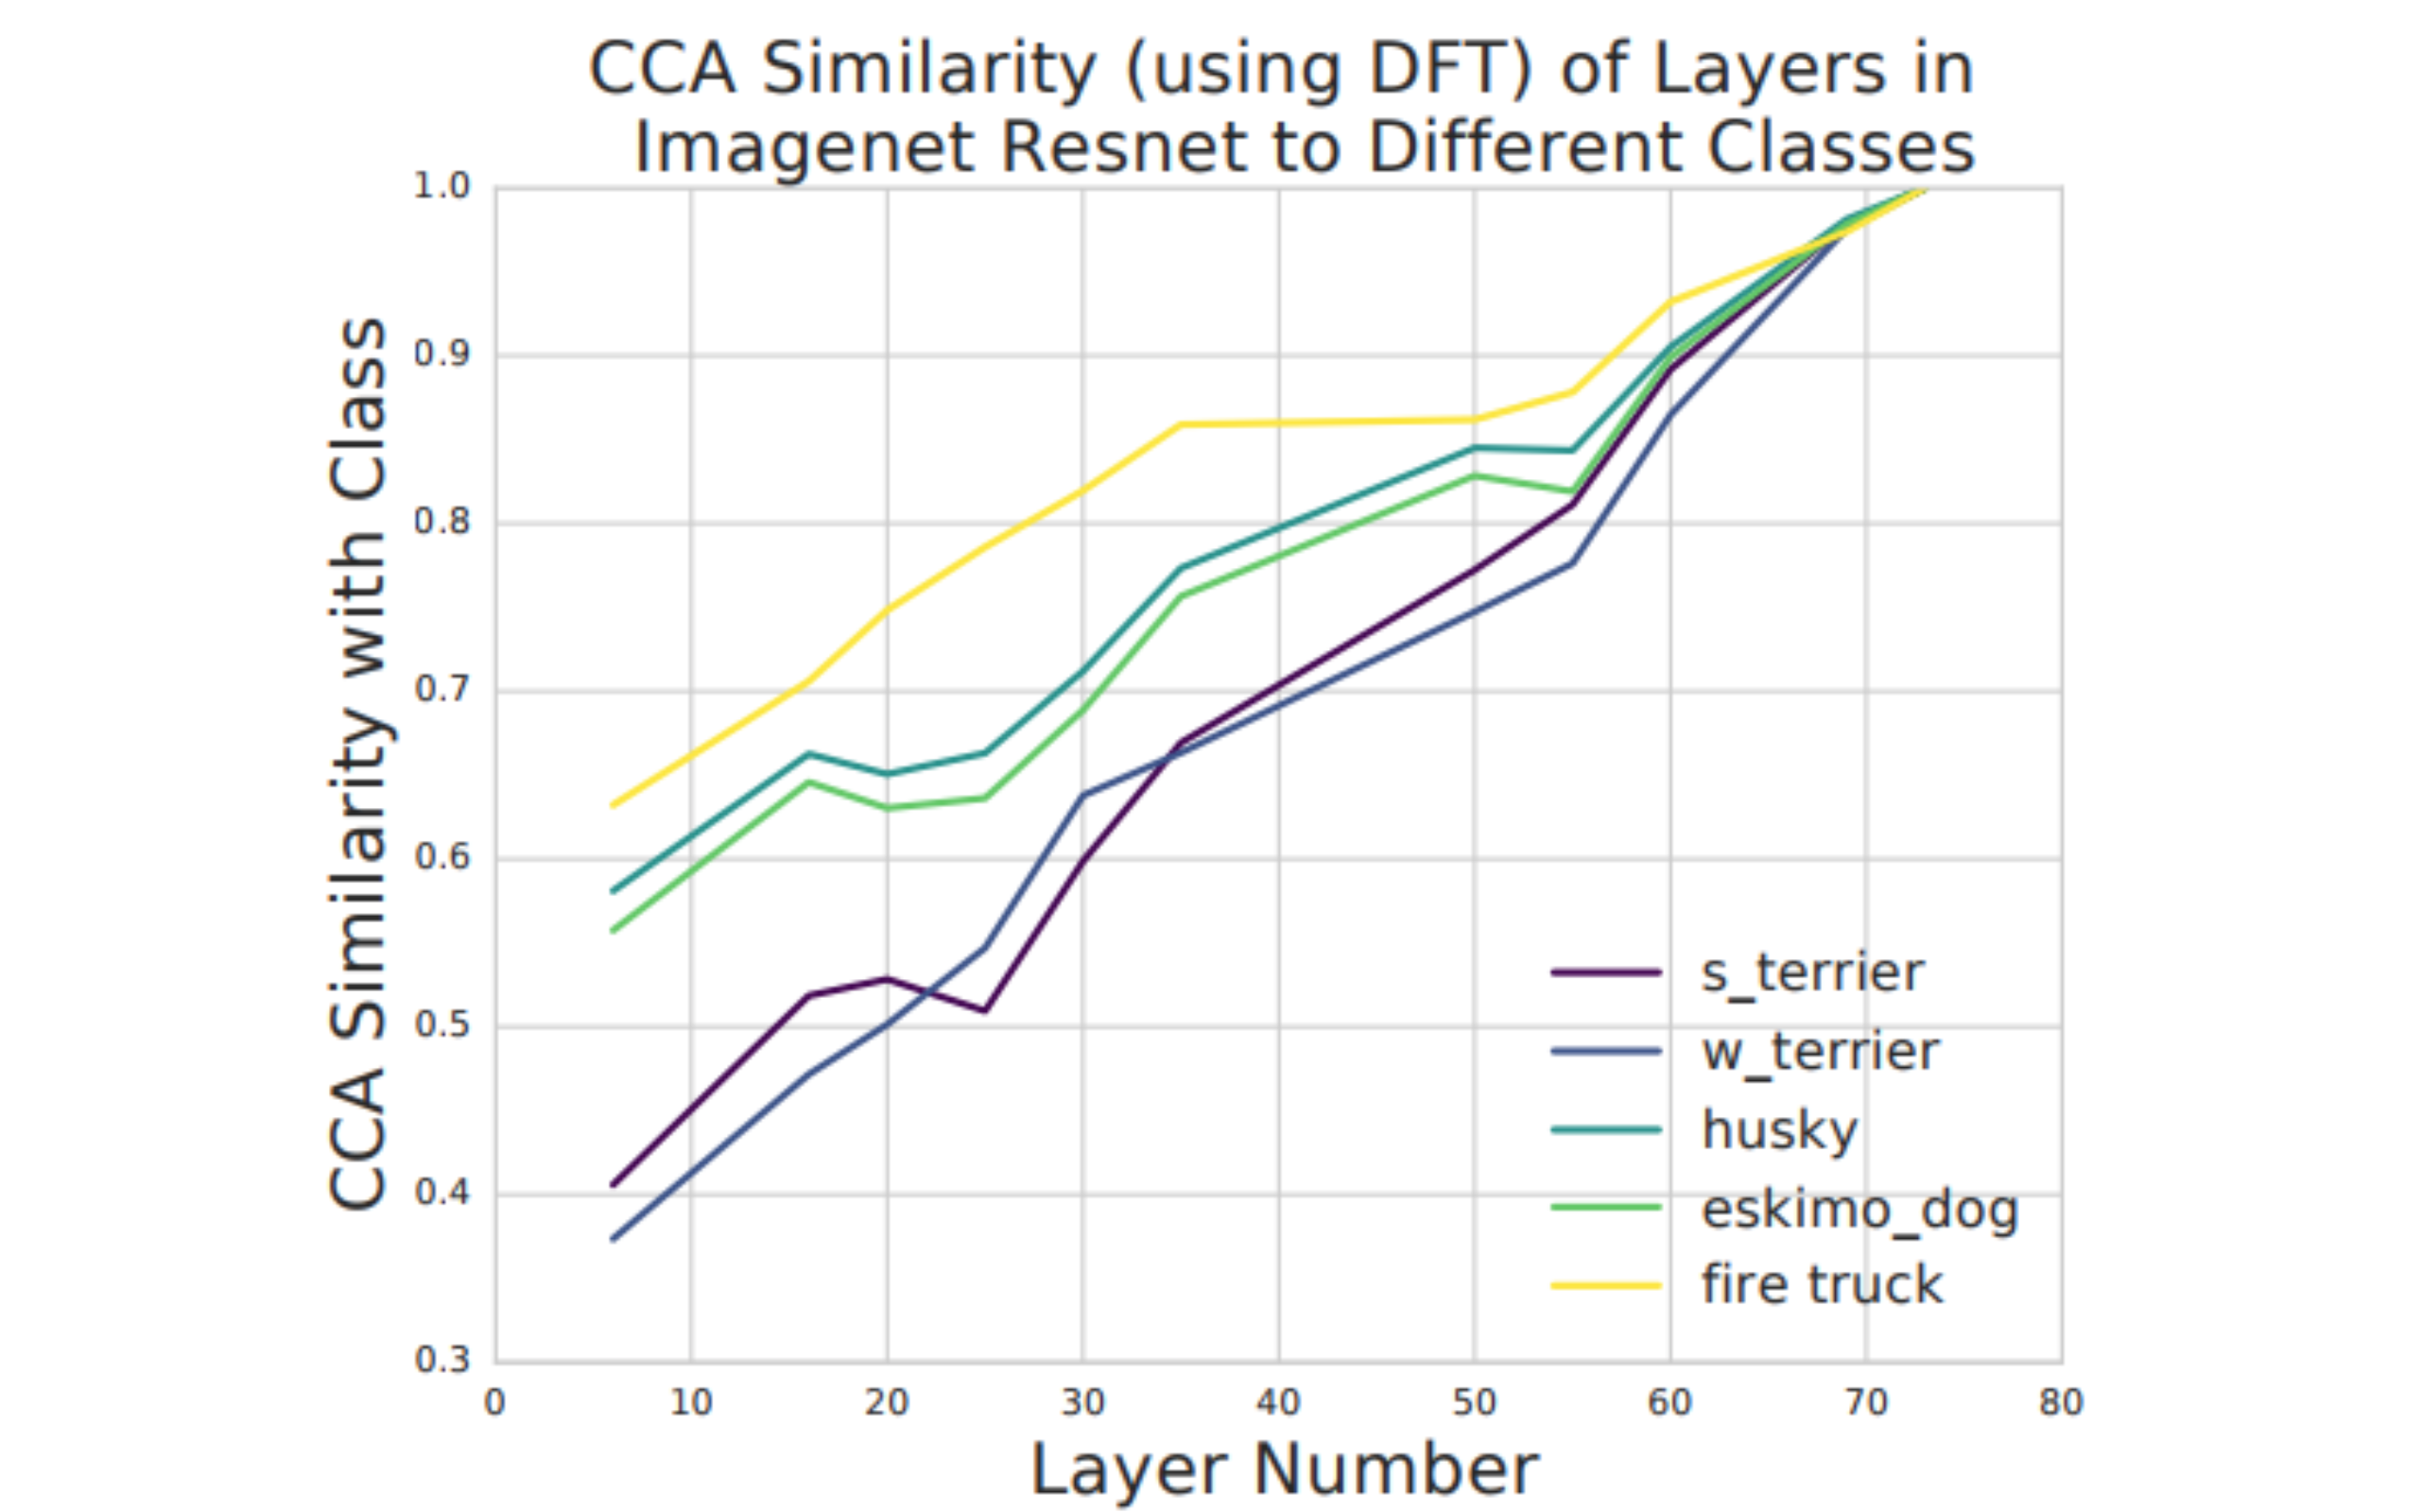 CCA Similarity (using DFT) of Layers in
Imagenet Resnet to Different Classes
CCA Similarity with Class
1.0
0.9
0.8
0.7
0.6
0.5
0.4
0.3
s_terrier
w_terrier
husky
eskimo_dog
fire truck
0 10 20 30 40 50 60 70 80
Layer Number